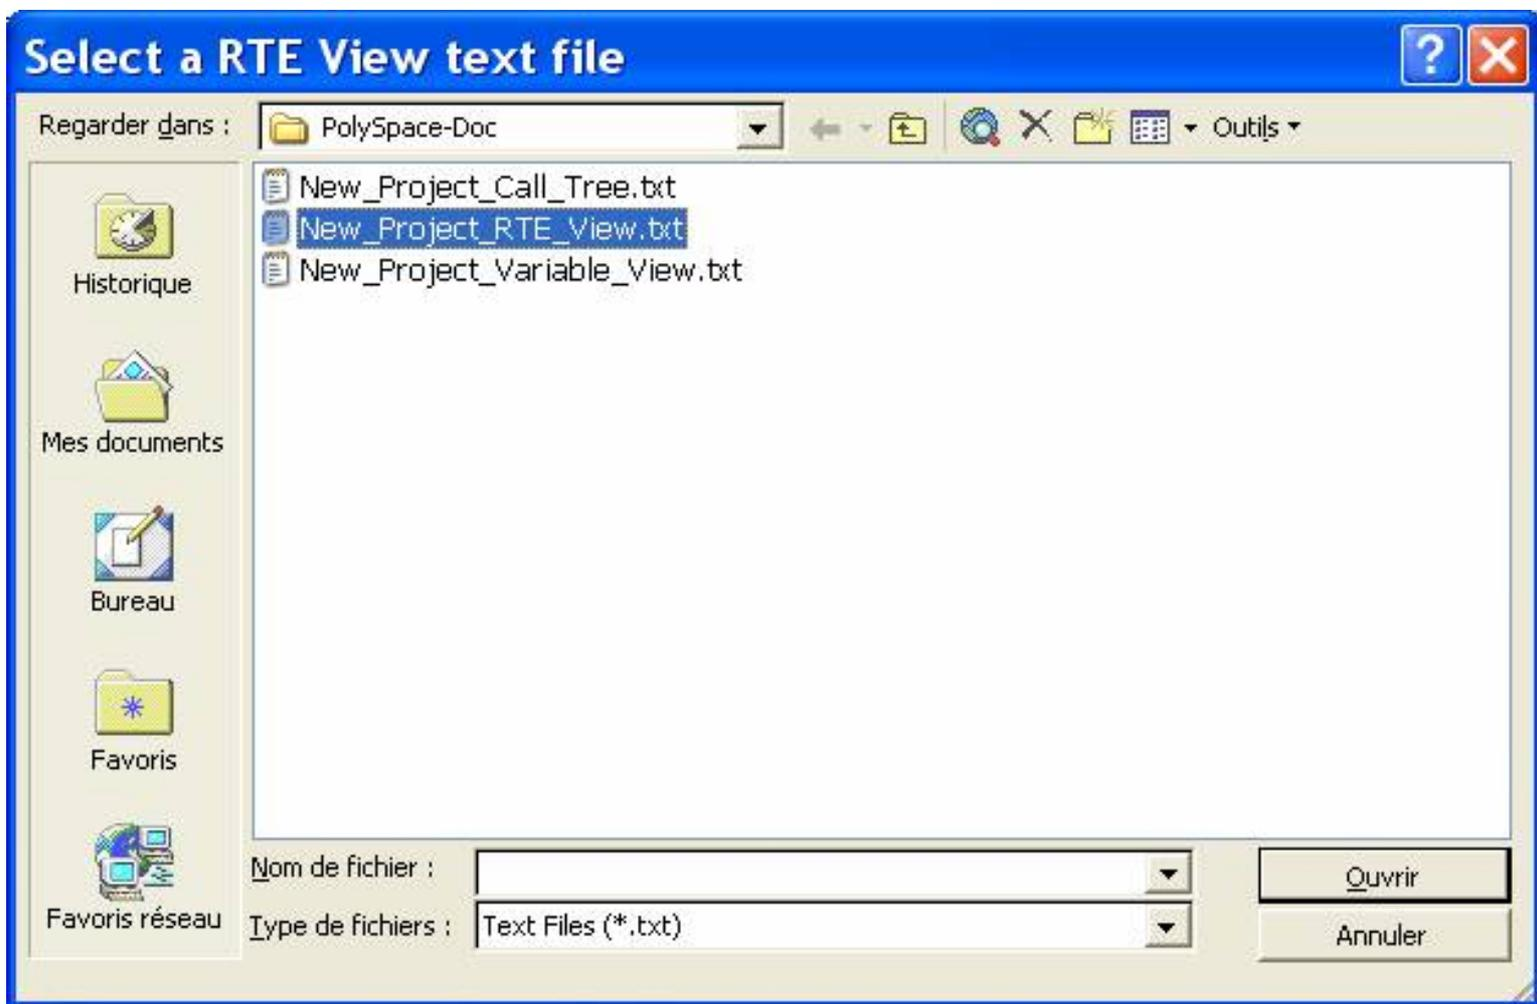 Select a RTE View text file
Regarder dans : PolySpace-Doc Outils
New_Project_Call_Tree.txt
New_Project_RTE_View.txt
New_Project_Variable_View.txt
Historique
Mes documents
Bureau
Favoris
Favoris réseau
Nom de fichier : Ouvrir
Type de fichiers : Text Files (*.txt) Annuler